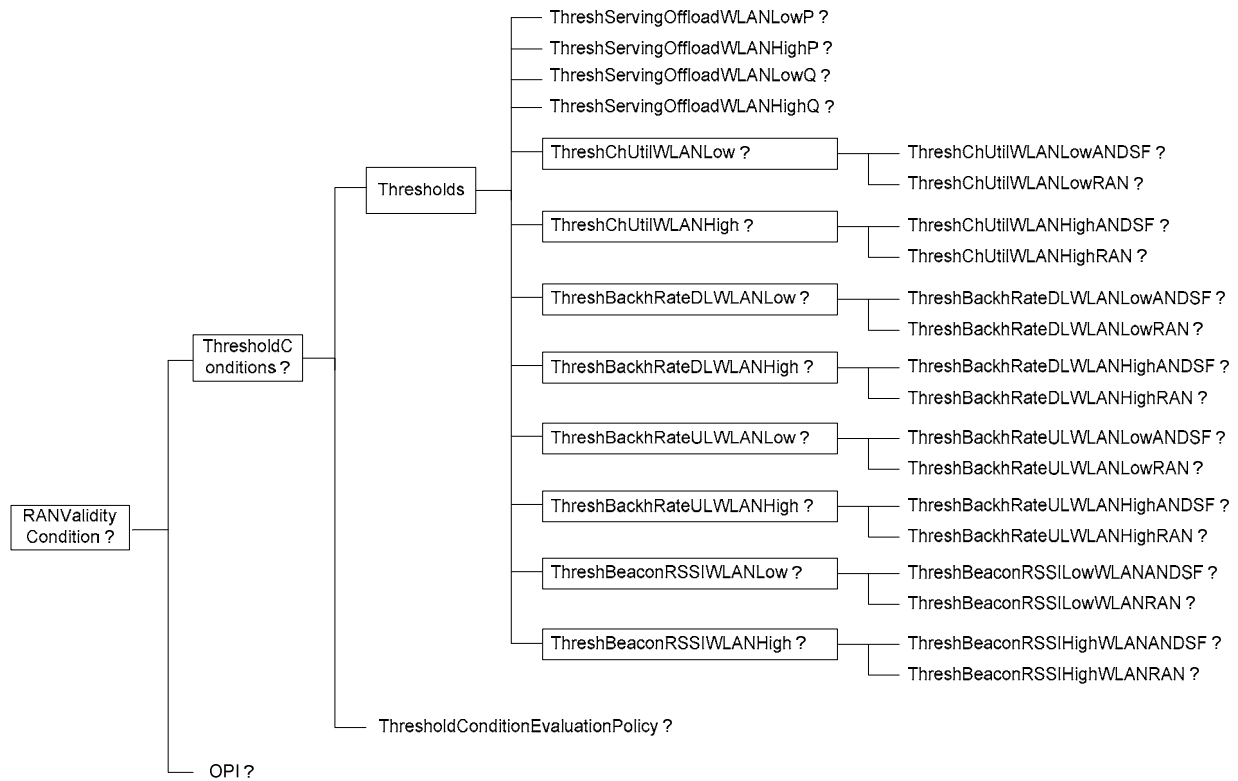 ThreshServingOffloadWLANLowP ?
ThreshServingOffloadWLANHighP ?
ThreshServingOffloadWLANLowQ ?
ThreshServingOffloadWLANHighQ ?
ThreshChUtilWLANLow ?
ThreshChUtilWLANLowANDSF ?
ThreshChUtilWLANLowRAN ?
Thresholds
ThreshChUtilWLANHigh ?
ThreshChUtilWLANHighANDSF ?
ThreshChUtilWLANHighRAN ?
ThreshBackhRateDLWLANLow ?
ThreshBackhRateDLWLANLowANDSF ?
ThreshBackhRateDLWLANLowRAN ?
ThresholdC
onditions ?
ThreshBackhRateDLWLANHigh ?
ThreshBackhRateDLWLANHighANDSF ?
ThreshBackhRateDLWLANHighRAN ?
ThreshBackhRateULWLANLow ?
ThreshBackhRateULWLANLowANDSF ?
ThreshBackhRateULWLANLowRAN ?
RANValidity
Condition ?
ThreshBackhRateULWLANHigh ?
ThreshBackhRateULWLANHighANDSF ?
ThreshBackhRateULWLANHighRAN ?
ThreshBeaconRSSIWLANLow ?
ThreshBeaconRSSILowWLANANDSF ?
ThreshBeaconRSSILowWLANRAN ?
ThreshBeaconRSSIWLANHigh ?
ThreshBeaconRSSIHighWLANANDSF ?
ThreshBeaconRSSIHighWLANRAN ?
ThresholdConditionEvaluationPolicy ?
OPI ?